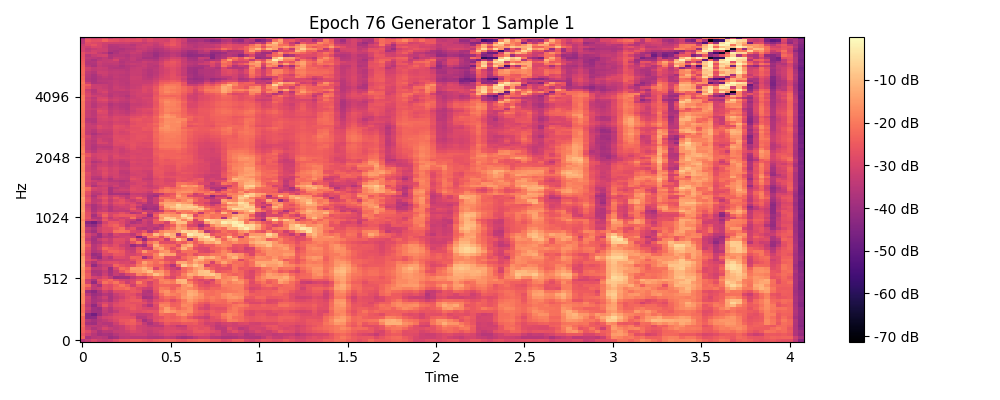 Epoch 76 Generator 1 Sample 1
Hz
4096
2048
1024
512
0
0 0.5 1 1.5 2 2.5 3 3.5 4
Time
-10 dB
-20 dB
-30 dB
-40 dB
-50 dB
-60 dB
-70 dB